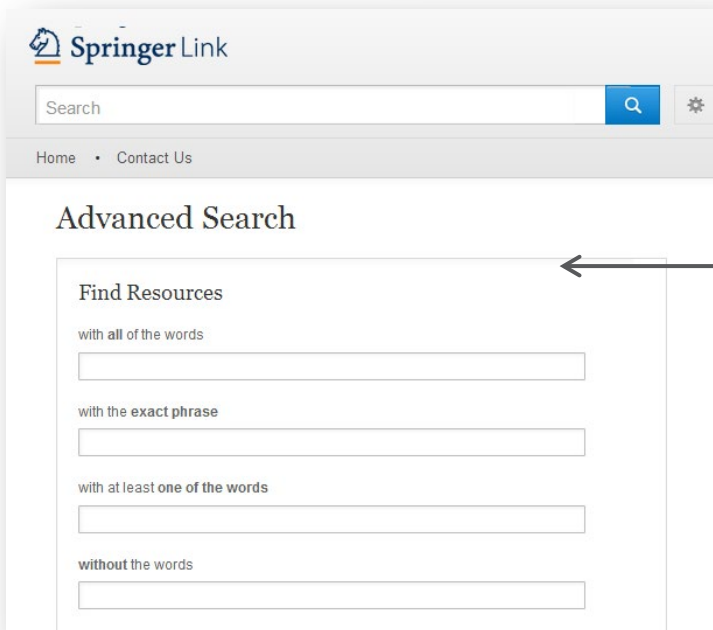 Springer Link
Search
Home • Contact Us
Advanced Search
Find Resources
with all of the words
with the exact phrase
with at least one of the words
without the words